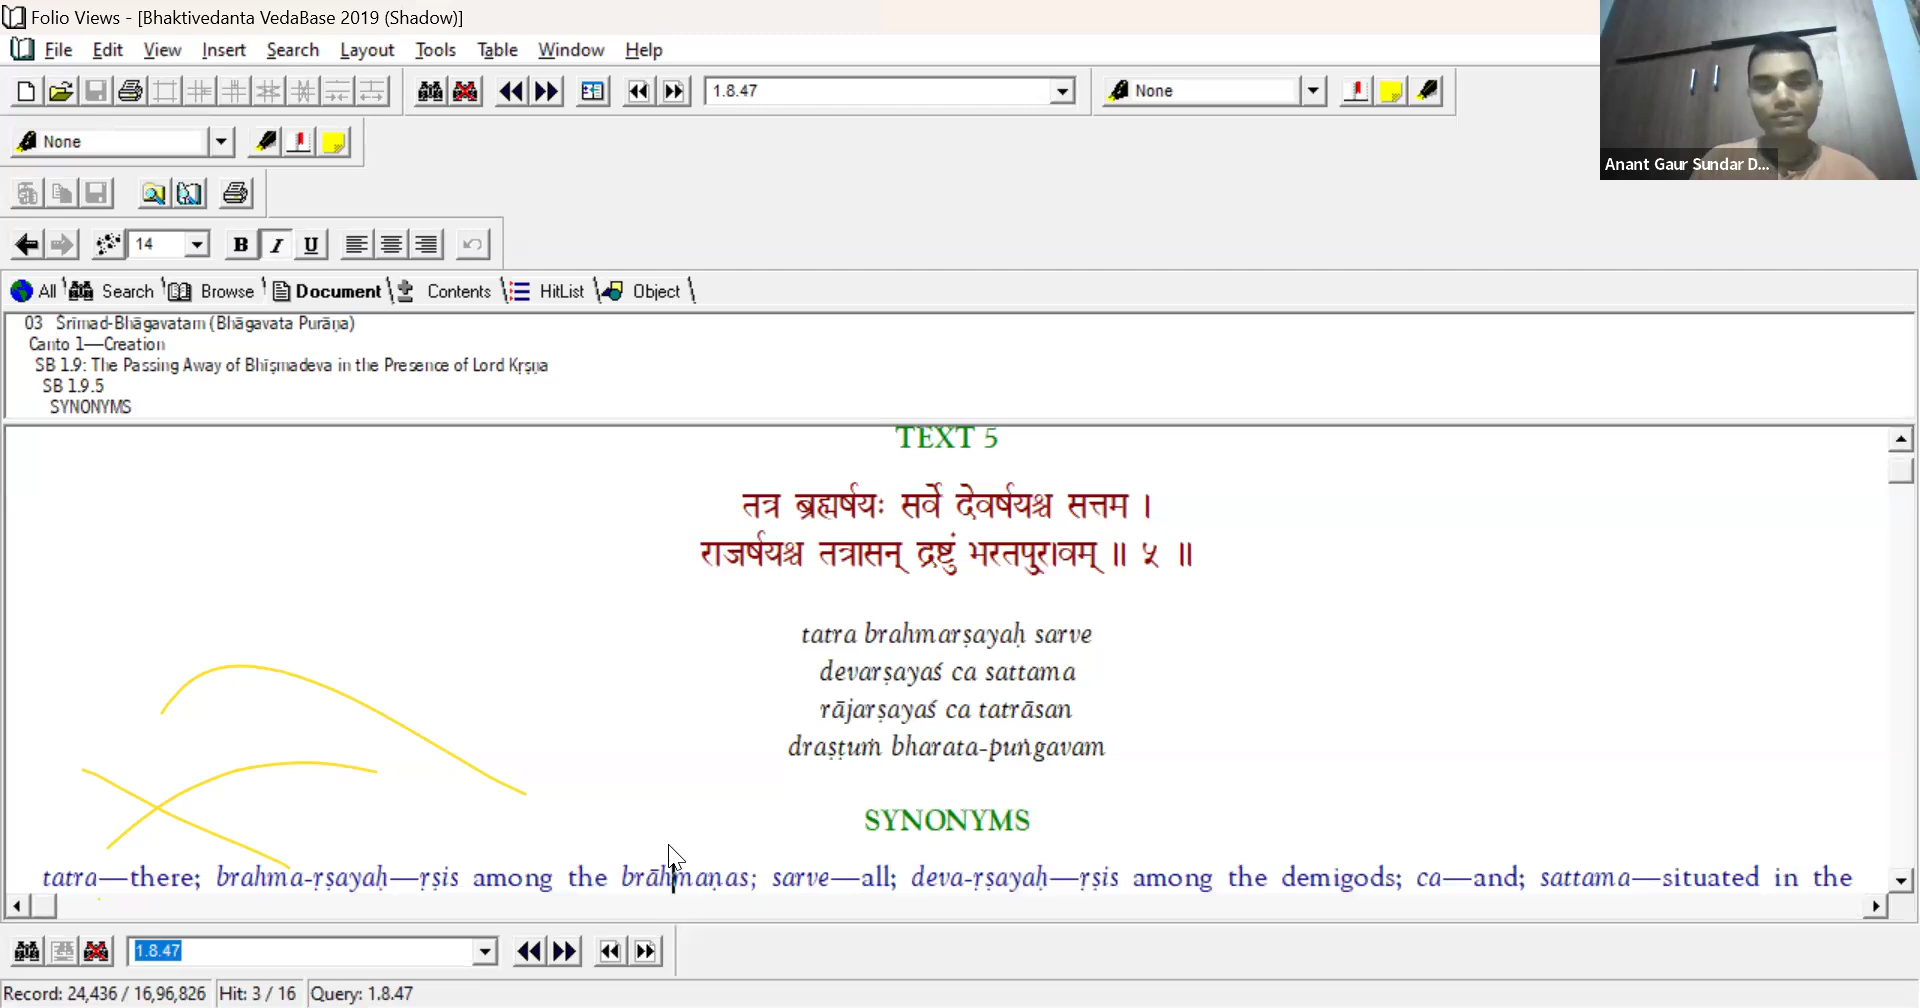 Folio Views - [Bhaktivedanta VedaBase 2019 (Shadow)]
File Edit View Insert Search Layout Tools Table Window Help
1.8.47 None
None
Anant Gaur Sundar D...
14 B I U
All Search Browse Document Contents HitList Object
03 Śrīmad-Bhāgavatam (Bhāgavata Purāṇa)
Canto 1—Creation
SB 1.9: The Passing Away of Bhīṣmadeva in the Presence of Lord Kṛṣṇa
SB 1.9.5
SYNONYMS
TEXT 5
तत्र ब्रह्मर्षयः सर्वे देवर्षयश्च सत्तम ।
राजर्षयश्च तत्रासन् द्रष्टुं भरतपुर।वम् ॥ ५ ॥
tatra brahmarṣayaḥ sarve
devarṣayaś ca sattama
rājarṣayaś ca tatrāsan
draṣṭuṁ bharata-puṅgavam
SYNONYMS
tatra—there; brahma-ṛṣayaḥ—ṛṣis among the brāhmaṇas; sarve—all; deva-ṛṣayaḥ—ṛṣis among the demigods; ca—and; sattama—situated in the
1.8.47
Record: 24,436 / 16,96,826 Hit: 3 / 16 Query: 1.8.47